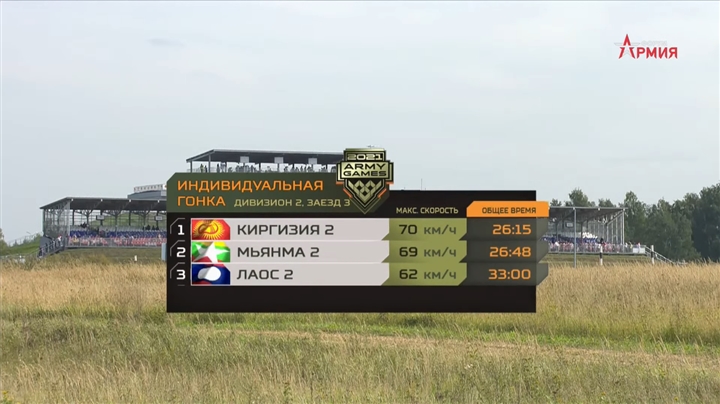 АРМИЯ
2021
ARMY
GAMES
ИНДИВИДУАЛЬНАЯ
ГОНКА ДИВИЗИОН 2, ЗАЕЗД 3
МАКС. СКОРОСТЬ ОБЩЕЕ ВРЕМЯ
1 КИРГИЗИЯ 2 70 КМ/Ч 26:15
2 МЬЯНМА 2 69 КМ/Ч 26:48
3 ЛАОС 2 62 КМ/Ч 33:00